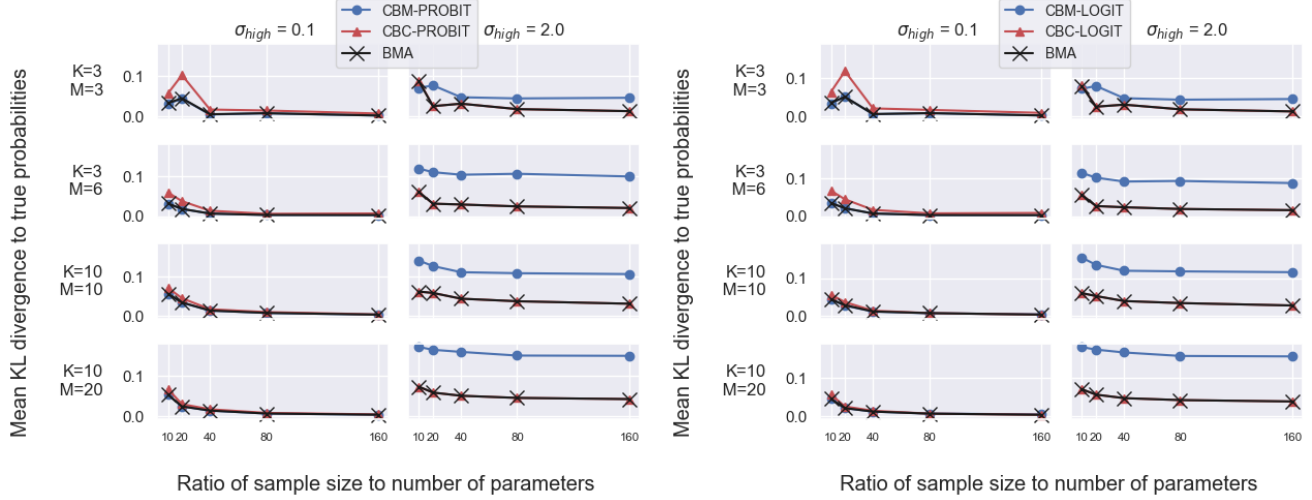 CBM-PROBIT
CBC-PROBIT
BMA
σhigh = 0.1
σhigh = 2.0
Mean KL divergence to true probabilities
K=3
M=3
0.1
0.0
K=3
M=6
0.1
0.0
K=10
M=10
0.1
0.0
K=10
M=20
0.1
0.0
10 20 40 80 160
10 20 40 80 160
Ratio of sample size to number of parameters
CBM-LOGIT
CBC-LOGIT
BMA
σhigh = 0.1
σhigh = 2.0
Mean KL divergence to true probabilities
K=3
M=3
0.1
0.0
K=3
M=6
0.1
0.0
K=10
M=10
0.1
0.0
K=10
M=20
0.1
0.0
10 20 40 80 160
10 20 40 80 160
Ratio of sample size to number of parameters